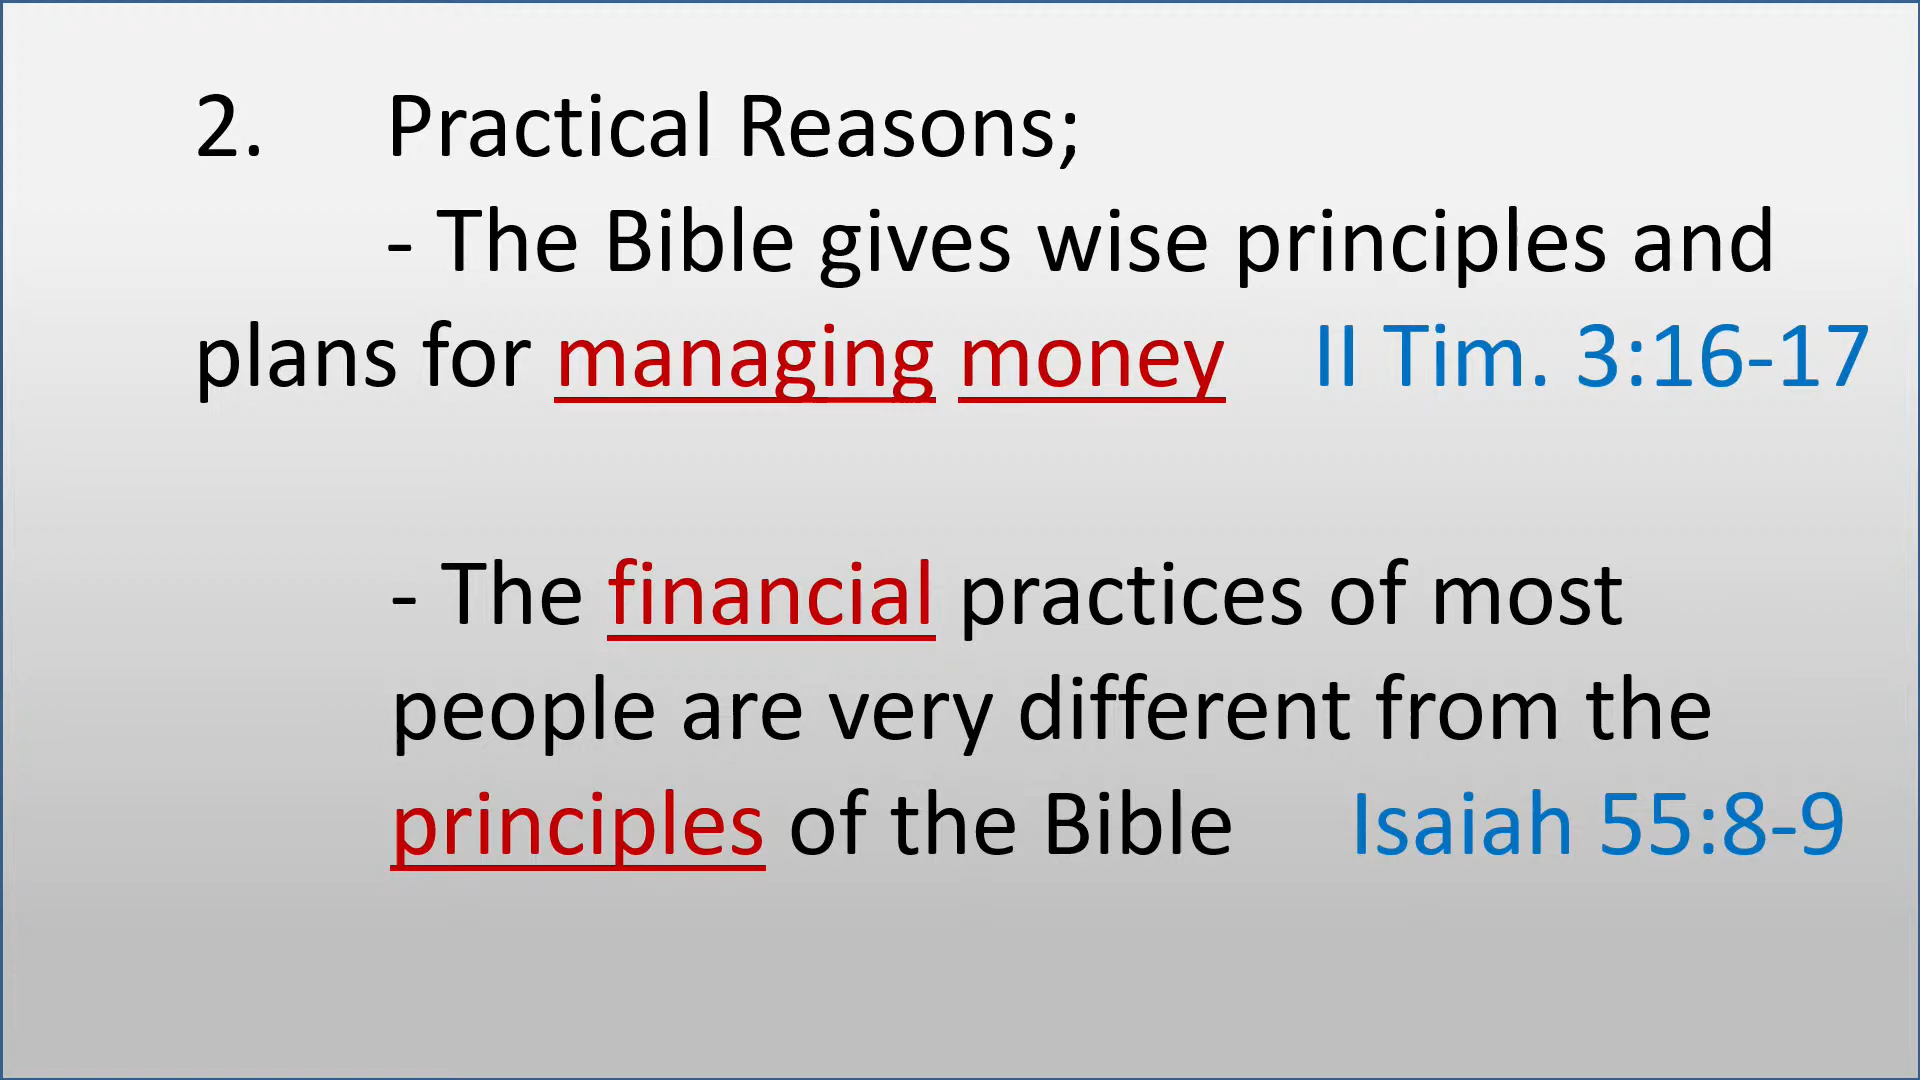 2. Practical Reasons;
- The Bible gives wise principles and
plans for managing money II Tim. 3:16-17
- The financial practices of most
people are very different from the
principles of the Bible Isaiah 55:8-9